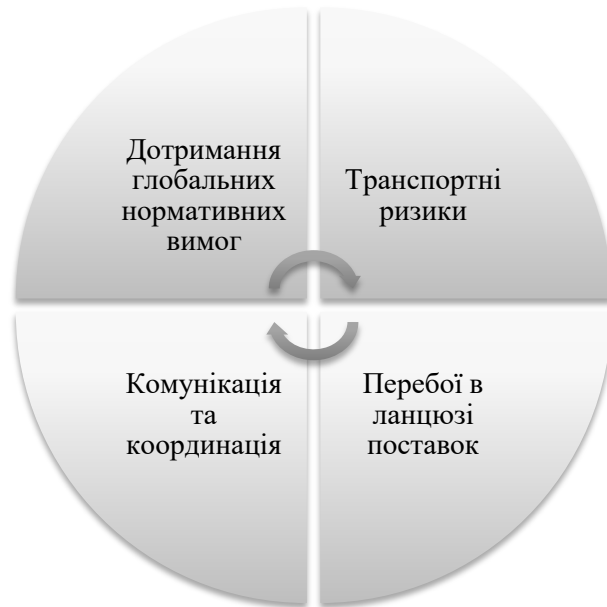 Дотримання
глобальних
нормативних
вимог
Транспортні
ризики
Комунікація
та
координація
Перебої в
ланцюзі
поставок